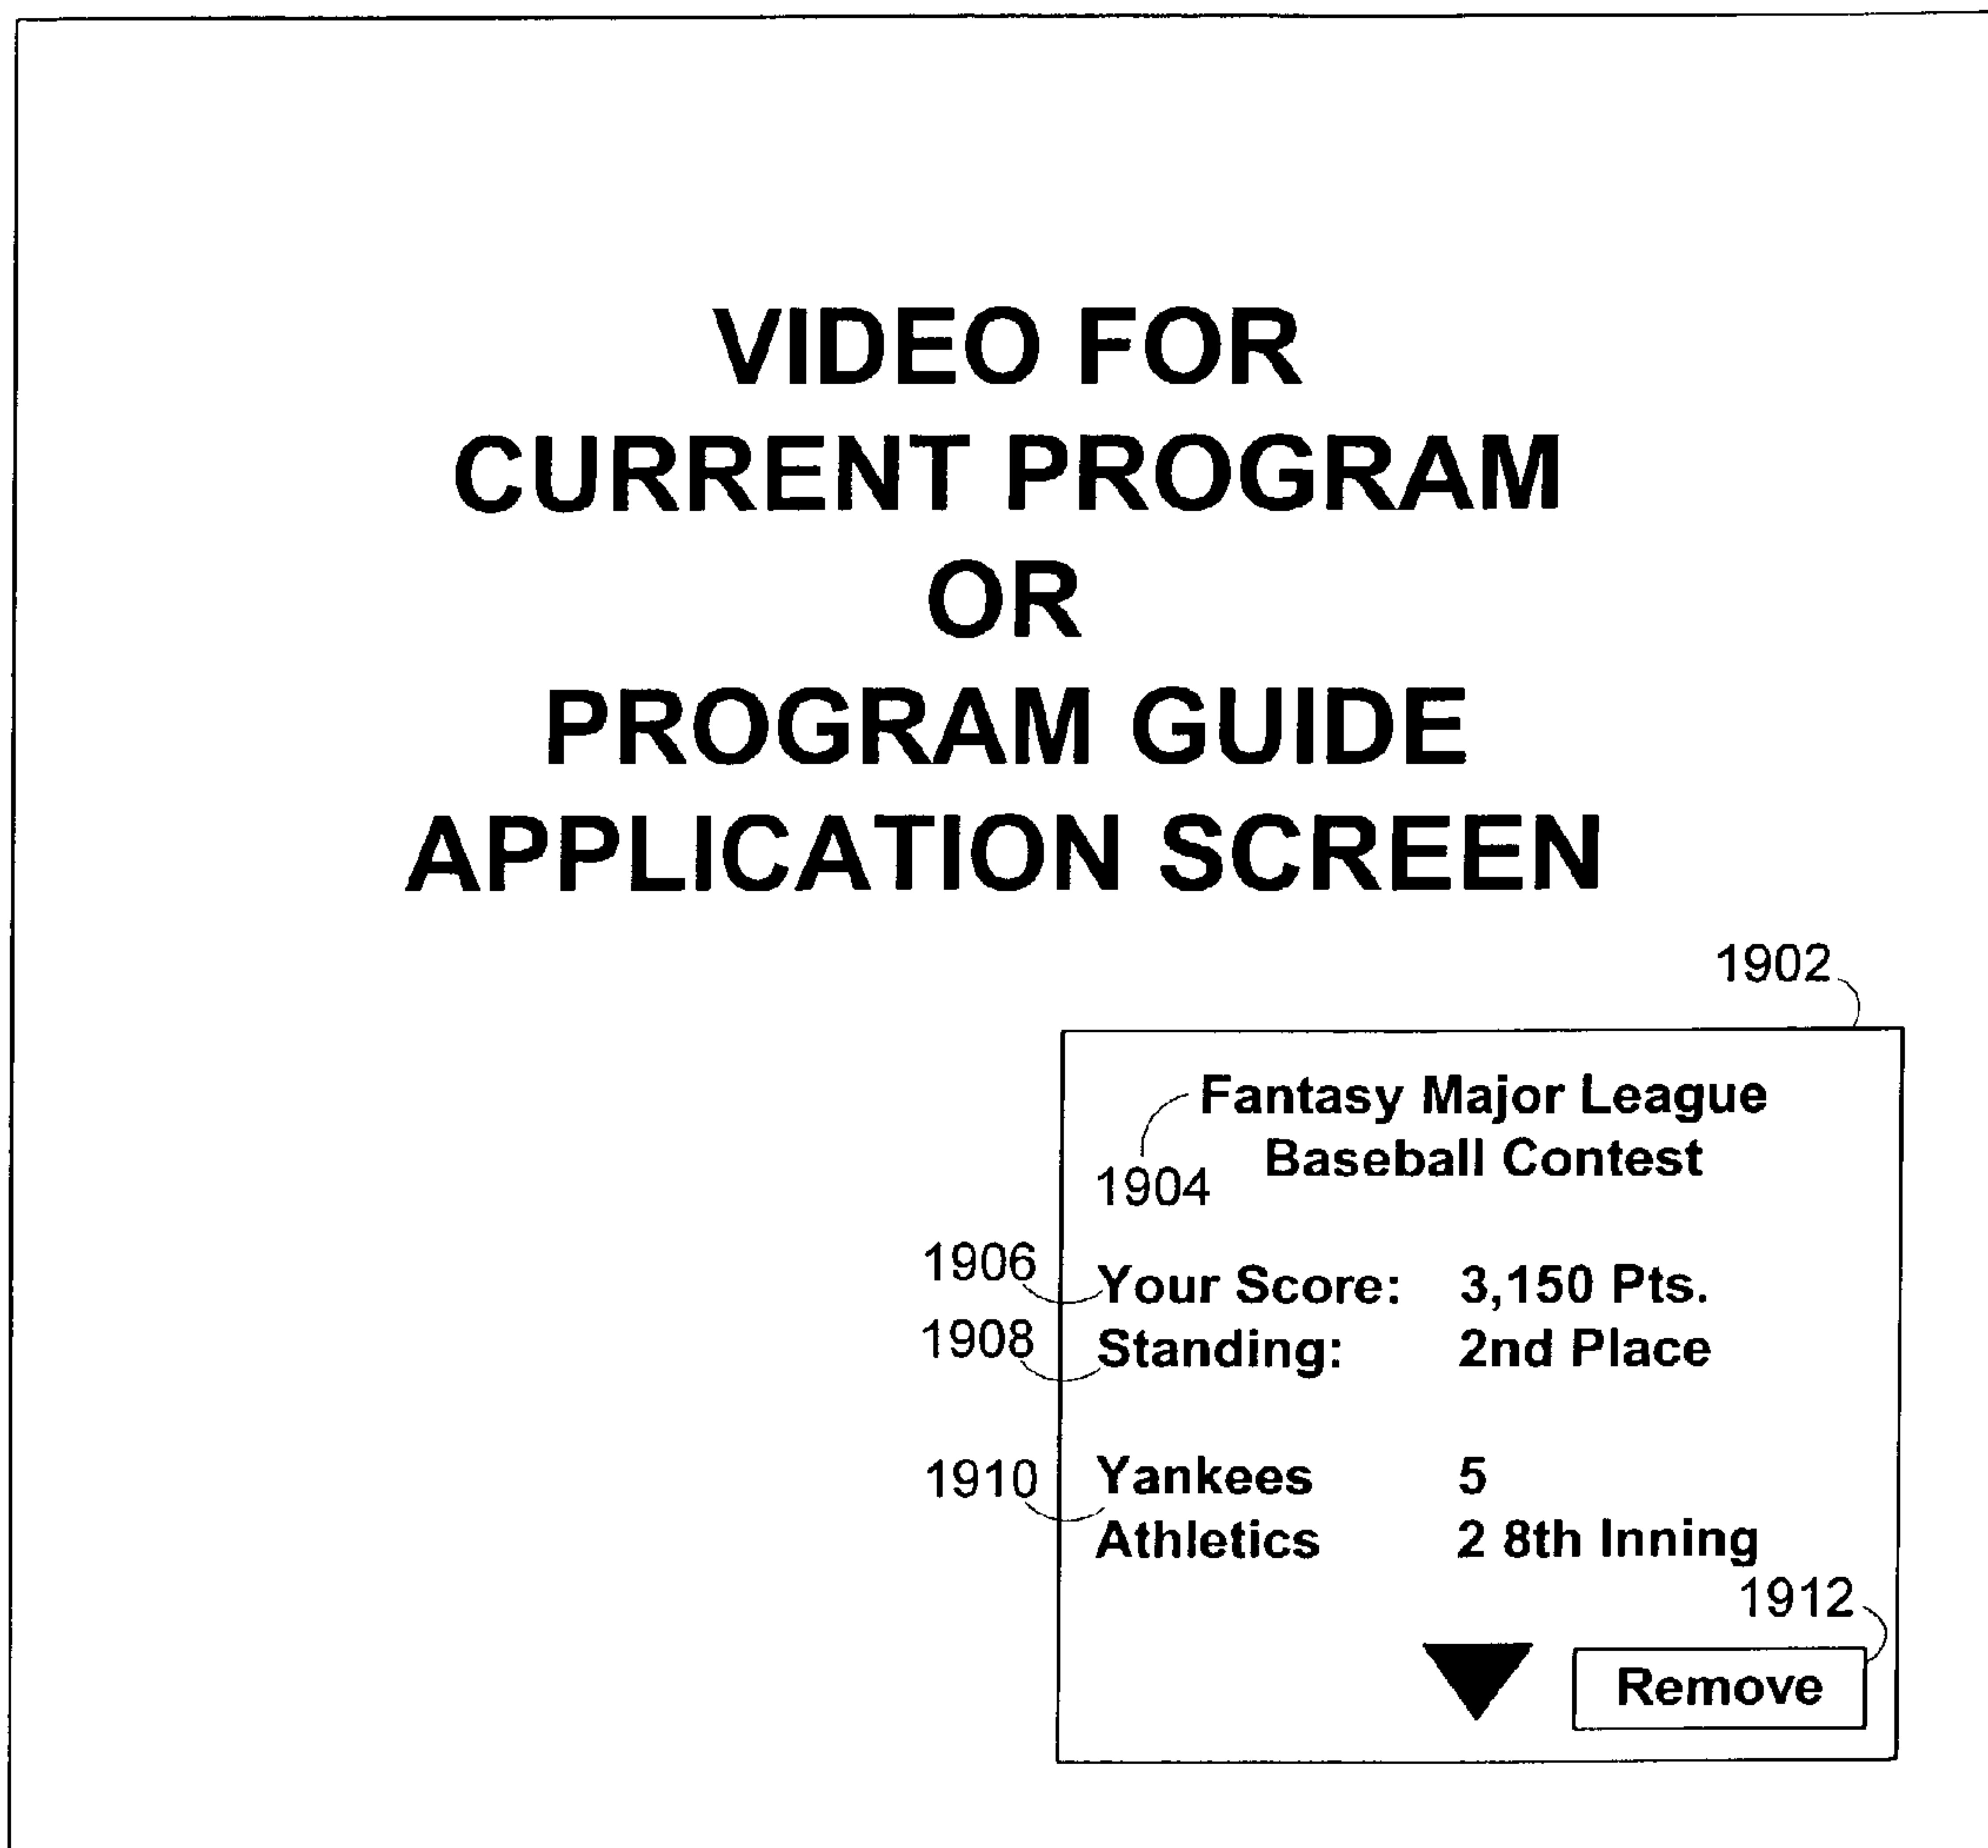 VIDEO FOR
CURRENT PROGRAM
OR
PROGRAM GUIDE
APPLICATION SCREEN
1902
Fantasy Major League
Baseball Contest
1904
1906
Your Score: 3,150 Pts.
1908
Standing: 2nd Place
1910
Yankees 5
Athletics 2 8th Inning
1912
Remove